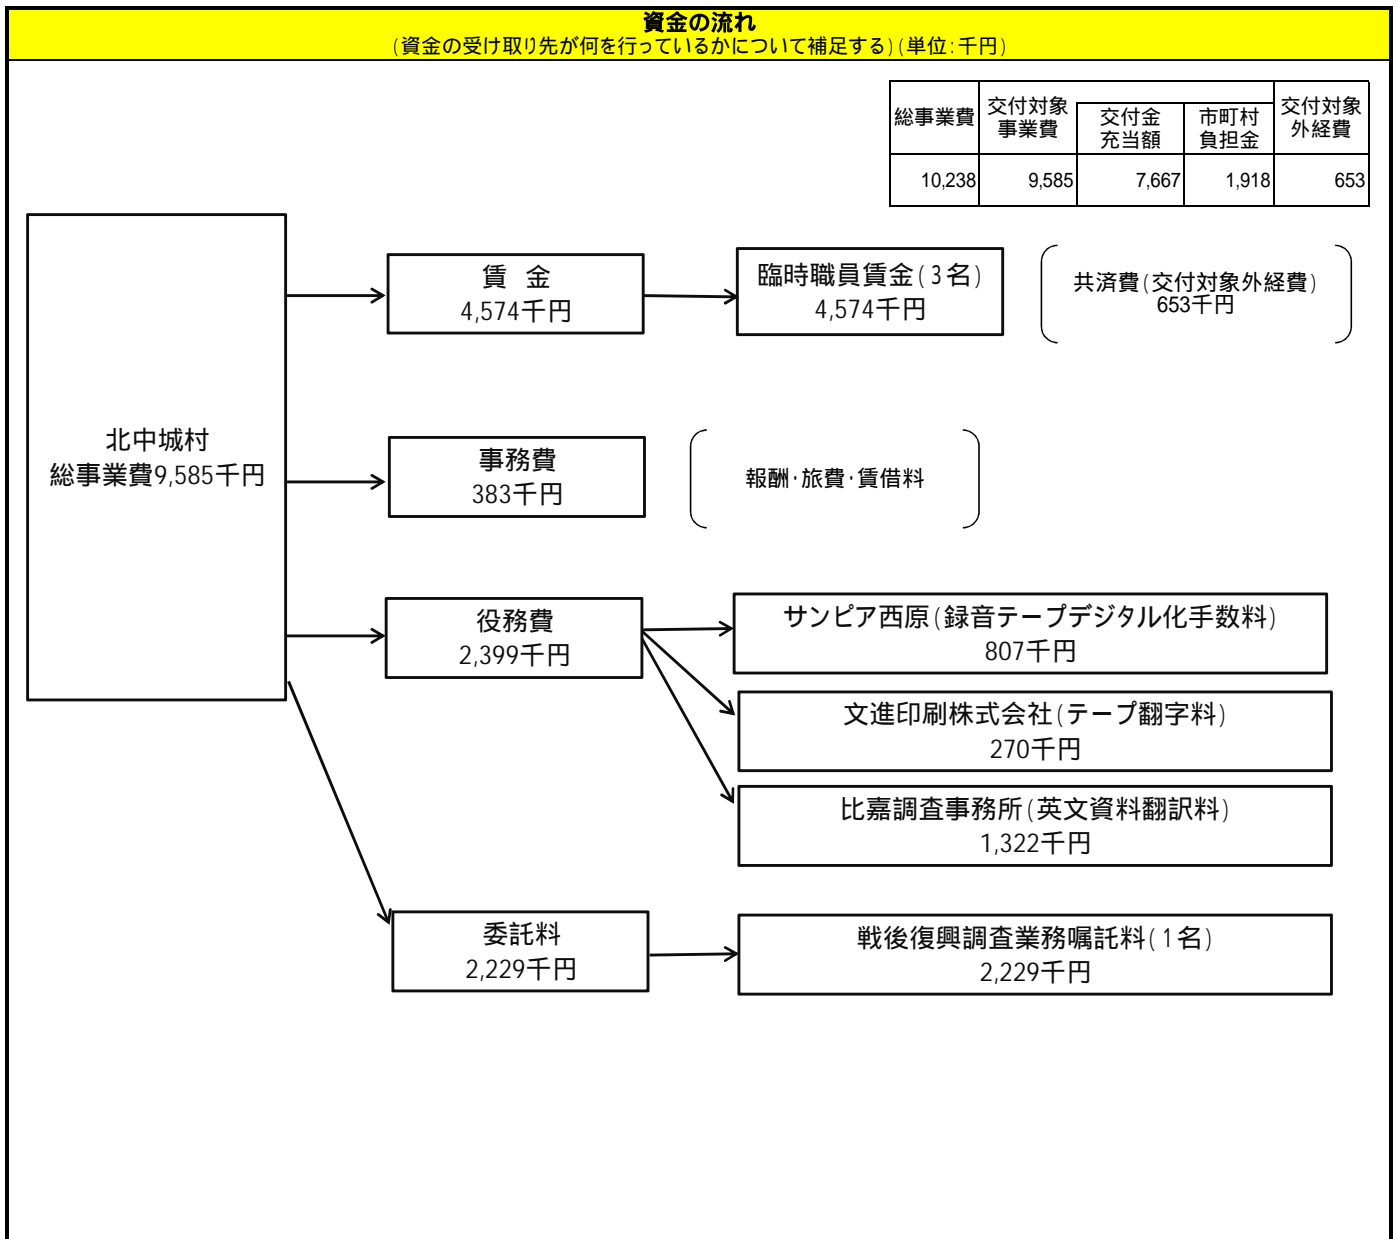 資金の流れ
(資金の受け取り先が何を行っているかについて補足する)(単位:千円)
総事業費
交付対象
事業費
交付金
充当額
市町村
負担金
交付対象
外経費
10,238 9,585 7,667 1,918 653
北中城村
総事業費9,585千円
賃 金
4,574千円
臨時職員賃金(3名)
4,574千円
共済費(交付対象外経費)
653千円
事務費
383千円
報酬・旅費・賃借料
役務費
2,399千円
サンピア西原(録音テープデジタル化手数料)
807千円
文進印刷株式会社(テープ翻字料)
270千円
比嘉調査事務所(英文資料翻訳料)
1,322千円
委託料
2,229千円
戦後復興調査業務嘱託料(1名)
2,229千円